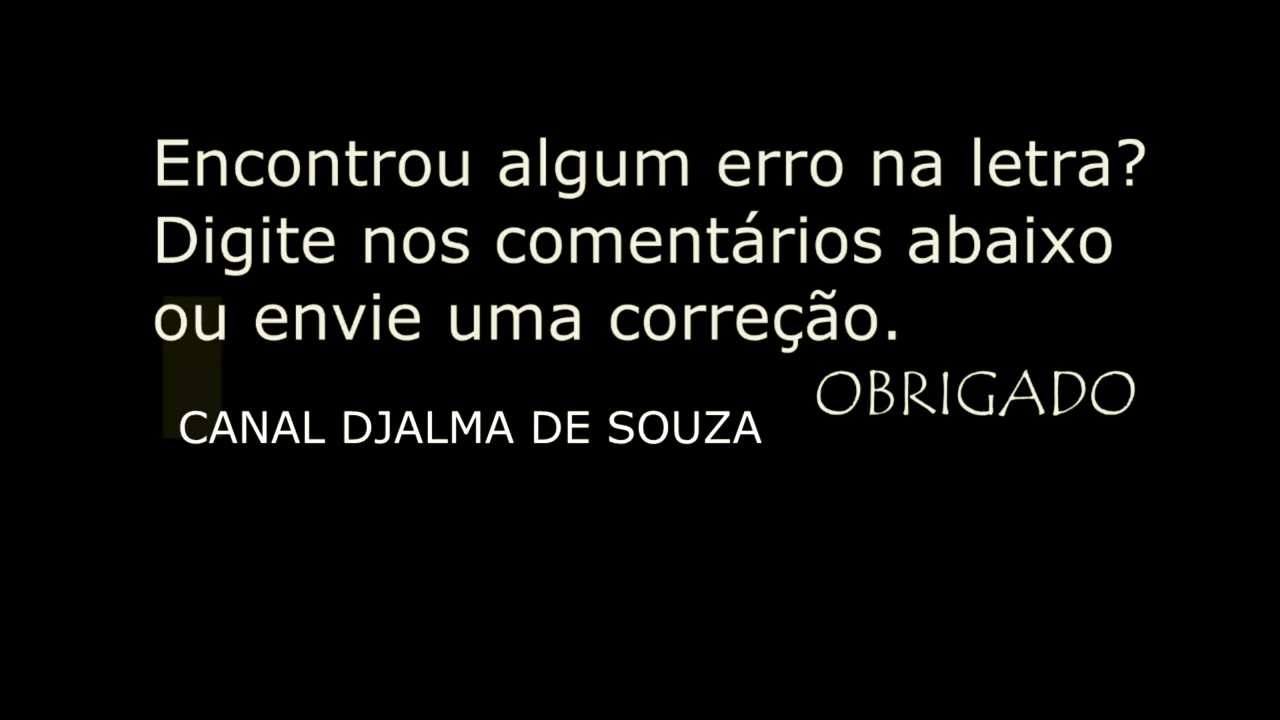 Encontrou algum erro na letra?
Digite nos comentários abaixo
ou envie uma correção.
OBRIGADO
CANAL DJALMA DE SOUZA